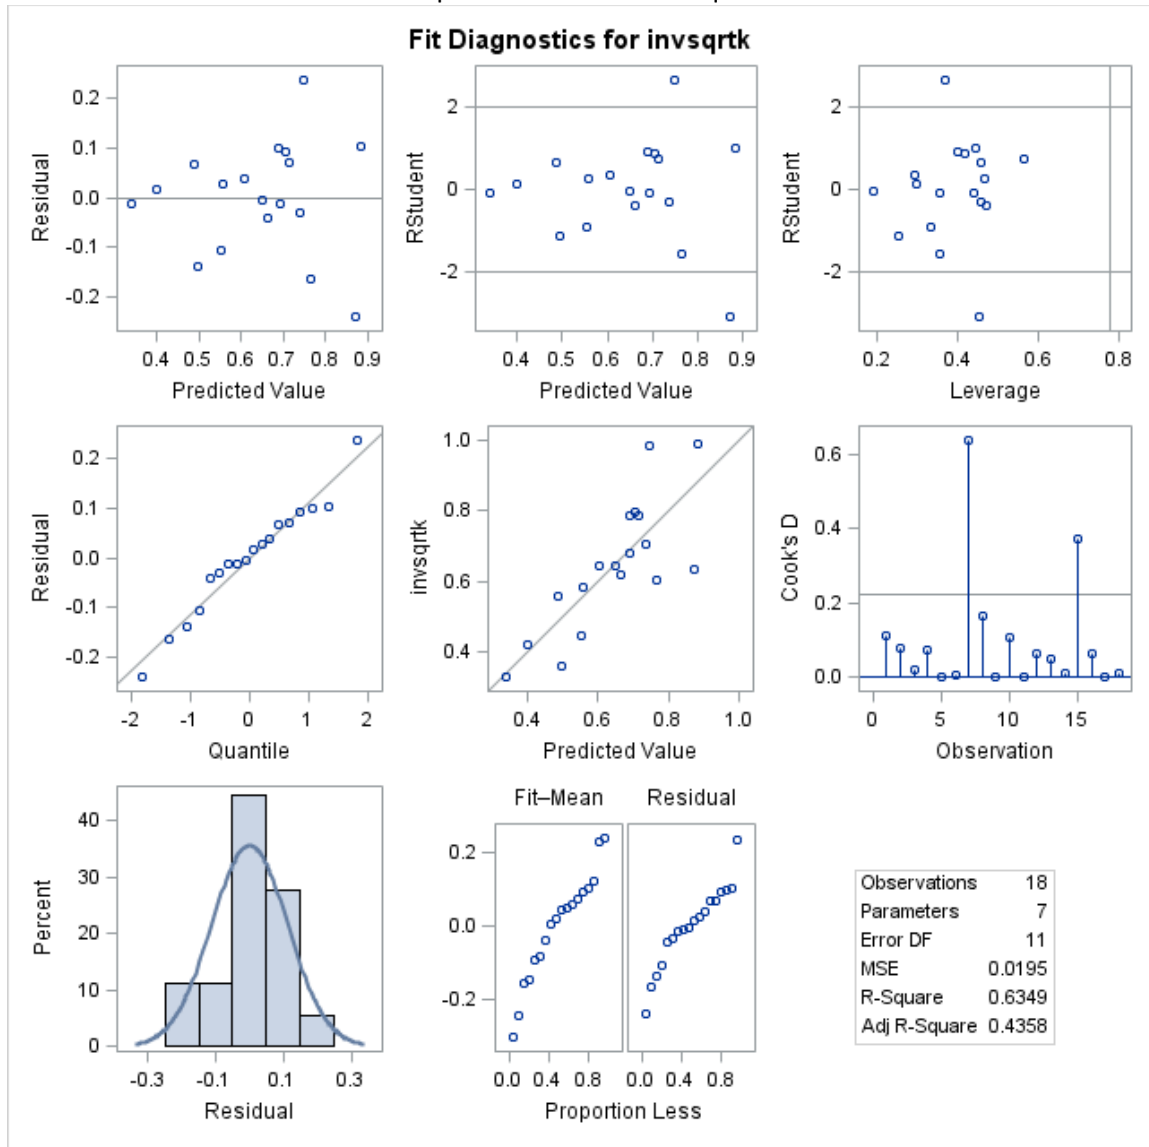 Fit Diagnostics for invsqrtk
0.2
0.1
0.0
-0.1
-0.2
Residual
0.4 0.5 0.6 0.7 0.8 0.9
Predicted Value
2
0
-2
RStudent
0.4 0.5 0.6 0.7 0.8 0.9
Predicted Value
2
0
-2
RStudent
0.2 0.4 0.6 0.8
Leverage
0.2
0.1
0.0
-0.1
-0.2
Residual
-2 -1 0 1 2
Quantile
1.0
0.8
0.6
0.4
invsqrtk
0.4 0.6 0.8 1.0
Predicted Value
0.6
0.4
0.2
0.0
Cook's D
0 5 10 15
Observation
40
30
20
10
0
Percent
-0.3 -0.1 0.1 0.3
Residual
Fit–Mean Residual
0.2
0.0
-0.2
0.0 0.4 0.8 0.0 0.4 0.8
Proportion Less
Observations 18
Parameters 7
Error DF 11
MSE 0.0195
R-Square 0.6349
Adj R-Square 0.4358